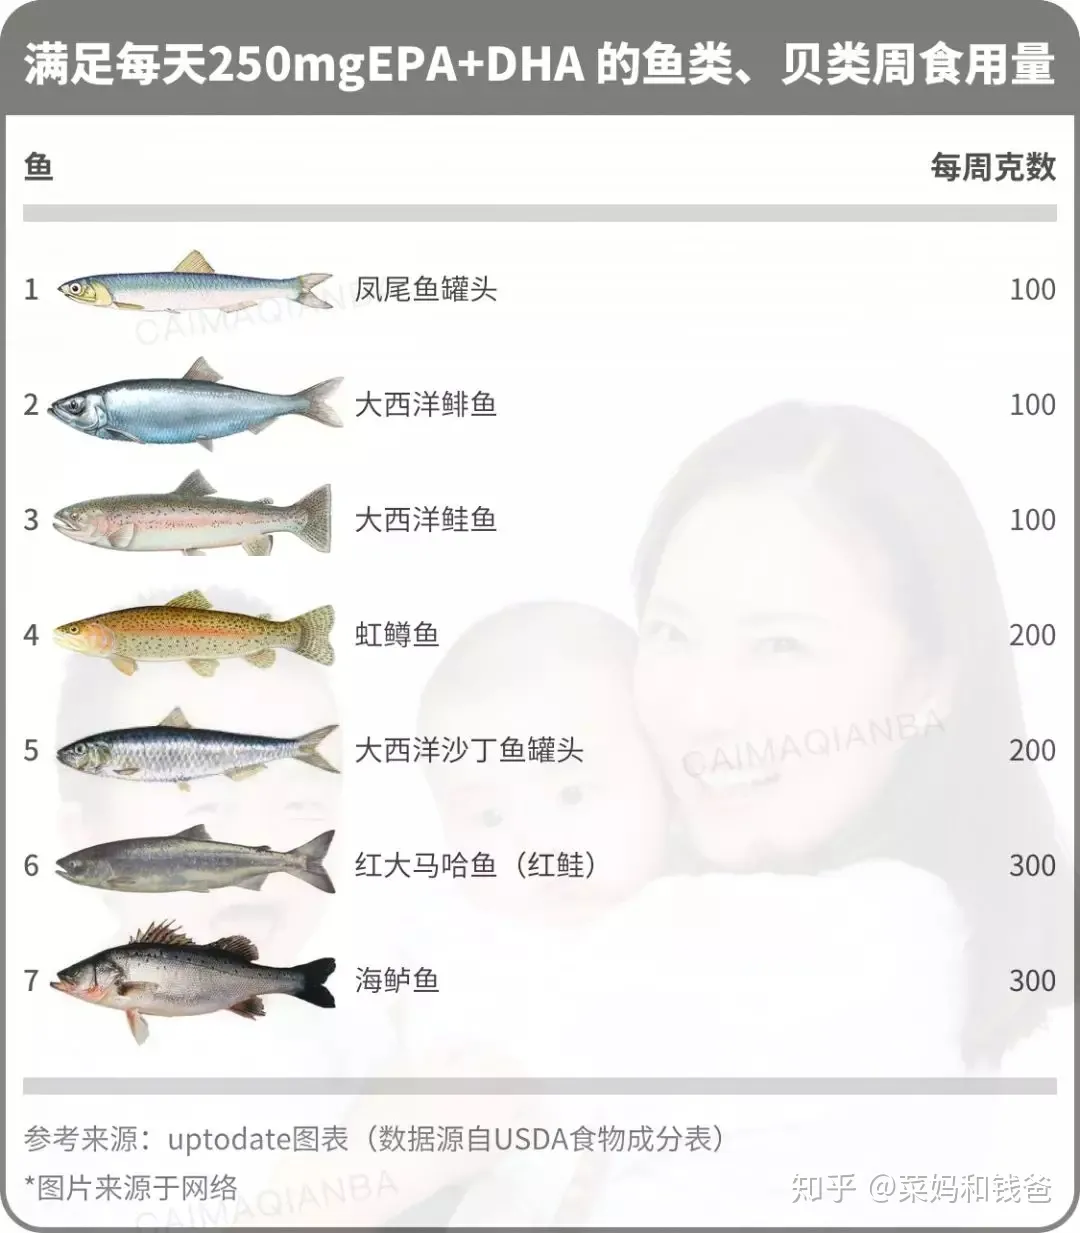 满足每天250mgEPA+DHA 的鱼类、贝类周食用量
鱼 每周克数
1 凤尾鱼罐头 100
2 大西洋鲱鱼 100
3 大西洋鲑鱼 100
4 虹鳟鱼 200
5 大西洋沙丁鱼罐头 200
6 红大马哈鱼（红鲑） 300
7 海鲈鱼 300
CAIMAQIANBA
CAIMAQIANBA
参考来源：uptodate图表（数据源自USDA食物成分表）
*图片来源于网络
CAIMAQIANBA
知乎 @菜妈和钱爸